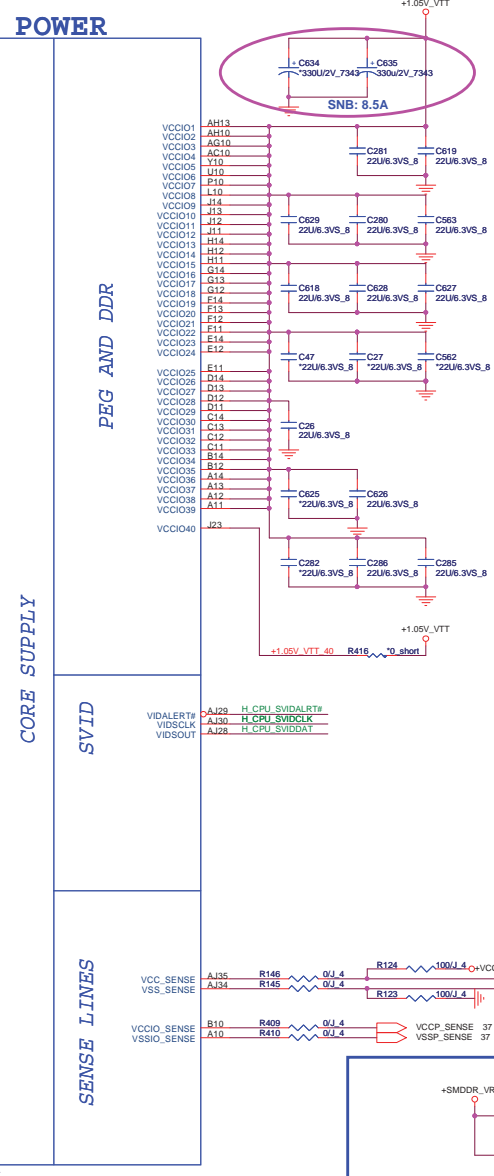 +1.05V_VTT
POWER
C634
*330U/2V_7343
C635
*330u/2V_7343
SNB: 8.5A
VCCIO1 AH13
VCCIO2 AH10
VCCIO3 AG10
VCCIO4 AC10
VCCIO5 Y10
VCCIO6 U10
VCCIO7 P10
VCCIO8 L10
VCCIO9 J14
VCCIO10 J13
VCCIO11 J12
VCCIO12 J11
VCCIO13 H14
VCCIO14 H12
VCCIO15 H11
VCCIO16 G14
VCCIO17 G13
VCCIO18 G12
VCCIO19 F14
VCCIO20 F13
VCCIO21 F12
VCCIO22 F11
VCCIO23 E14
VCCIO24 E12
VCCIO25 E11
VCCIO26 D14
VCCIO27 D13
VCCIO28 D12
VCCIO29 D11
VCCIO30 C14
VCCIO31 C13
VCCIO32 C12
VCCIO33 C11
VCCIO34 B14
VCCIO35 B12
VCCIO36 A14
VCCIO37 A13
VCCIO38 A12
VCCIO39 A11
VCCIO40 J23
C281
22U/6.3VS_8
C619
22U/6.3VS_8
C629
22U/6.3VS_8
C280
22U/6.3VS_8
C563
22U/6.3VS_8
C618
22U/6.3VS_8
C628
22U/6.3VS_8
C627
22U/6.3VS_8
C47
*22U/6.3VS_8
C27
*22U/6.3VS_8
C562
*22U/6.3VS_8
C26
22U/6.3VS_8
C625
*22U/6.3VS_8
C626
22U/6.3VS_8
C282
*22U/6.3VS_8
C286
22U/6.3VS_8
C285
22U/6.3VS_8
PEG AND DDR
CORE SUPPLY
+1.05V_VTT
+1.05V_VTT_40 R416 *0_short
SVID
VIDALERT# AJ29 H_CPU_SVIDALRT#
VIDSCLK AJ30 H_CPU_SVIDCLK
VIDSOUT AJ28 H_CPU_SVIDDAT
SENSE LINES
R124 100/J_4 +VCC
VCC_SENSE AJ35 R146 0/J_4
VSS_SENSE AJ34 R145 0/J_4
R123 100/J_4
VCCIO_SENSE B10 R409 0/J_4 VCCP_SENSE 37
VSSIO_SENSE A10 R410 0/J_4 VSSP_SENSE 37
+SMDDR_VR